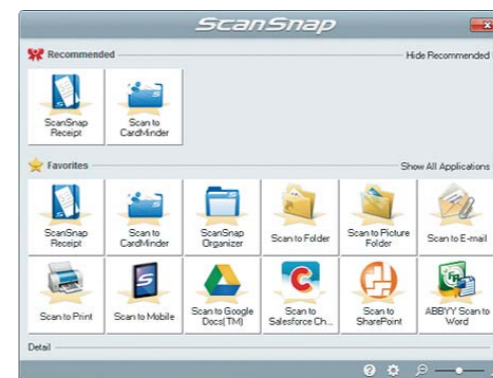 ScanSnap
Recommended
Hide Recommended
ScanSnap
Receipt
Scan to
CardMinder
Favorites
Show All Applications
ScanSnap
Receipt
Scan to
CardMinder
ScanSnap
Organizer
Scan to Folder
Scan to Picture
Folder
Scan to E-mail
Scan to Print
Scan to Mobile
Scan to Google
Docs(TM)
Scan to
Salesforce Ch...
Scan to
SharePoint
ABBYY Scan to
Word
Detail